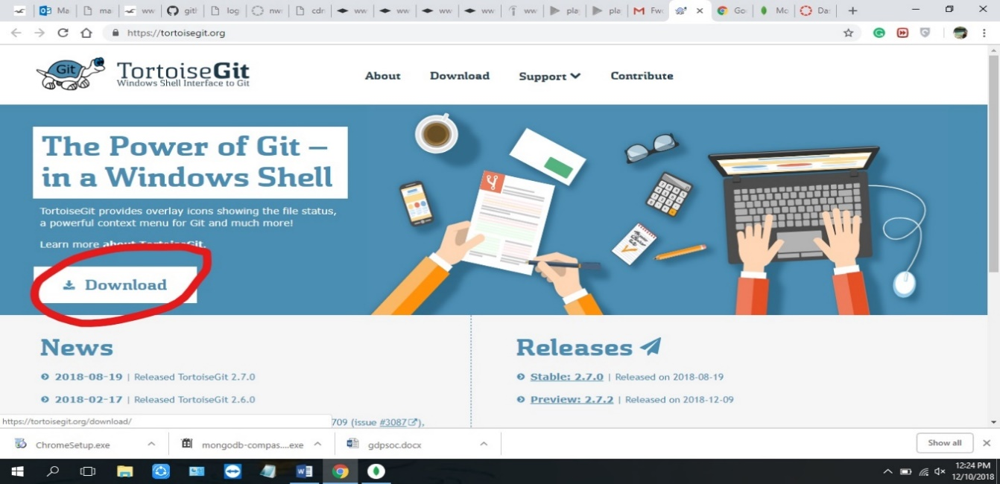 Ma
ma
ww
git
log
nw
cdr
ww
ww
ww
ww
ww
pla
pla
Fw
Go
Mc
Da
https://tortoisegit.org
Git
TortoiseGit
Windows Shell Interface to Git
About Download Support Contribute
The Power of Git –
in a Windows Shell
TortoiseGit provides overlay icons showing the file status,
a powerful context menu for Git and much more!
Learn more about TortoiseGit.
Download
News
2018-08-19 | Released TortoiseGit 2.7.0
2018-02-17 | Released TortoiseGit 2.6.0
709 (issue #3087),
Releases
Stable: 2.7.0 | Released on 2018-08-19
Preview: 2.7.2 | Released on 2018-12-09
https://tortoisegit.org/download/
ChromeSetup.exe
mongodb-compas....exe
gdpsoc.docx
Show all
12:24 PM
12/10/2018